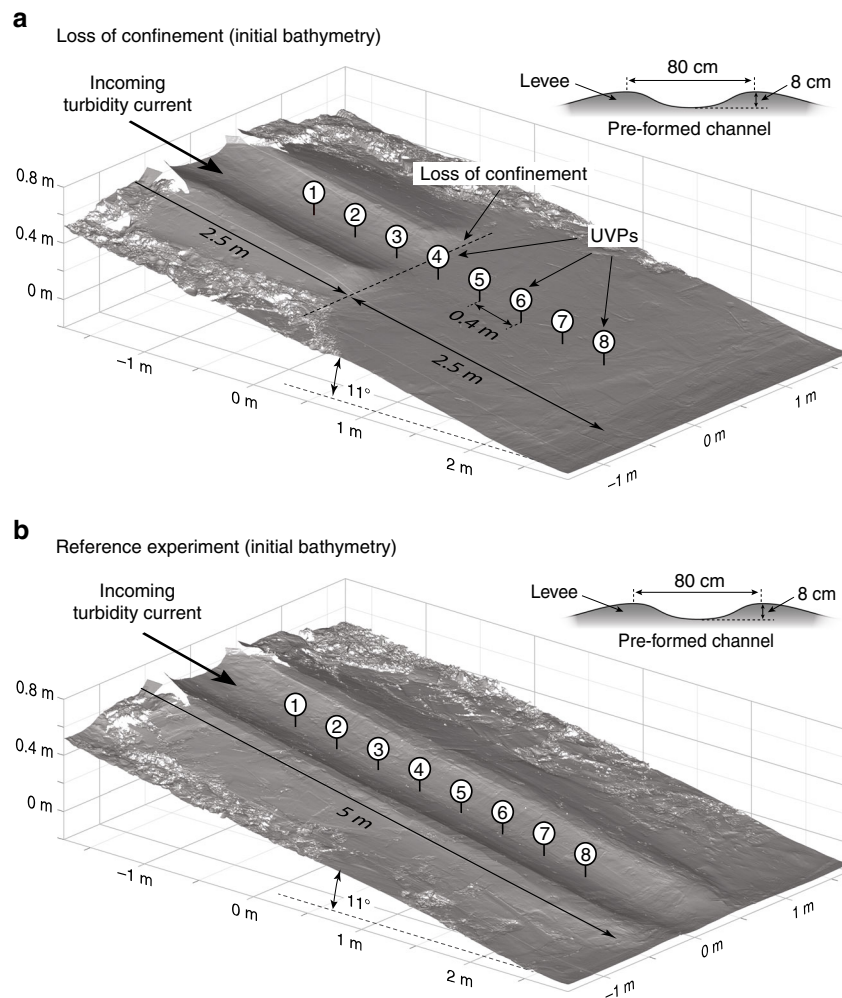 a
Loss of confinement (initial bathymetry)
Incoming
turbidity current
Levee
80 cm
8 cm
Pre-formed channel
0.8 m
0.4 m
0 m
Loss of confinement
UVPs
1
2
3
4
5
6
7
8
2.5 m
0.4 m
2.5 m
11°
–1 m
0 m
1 m
2 m
–1 m
0 m
1 m
b
Reference experiment (initial bathymetry)
Incoming
turbidity current
Levee
80 cm
8 cm
Pre-formed channel
0.8 m
0.4 m
0 m
1
2
3
4
5
6
7
8
5 m
11°
–1 m
0 m
1 m
2 m
–1 m
0 m
1 m